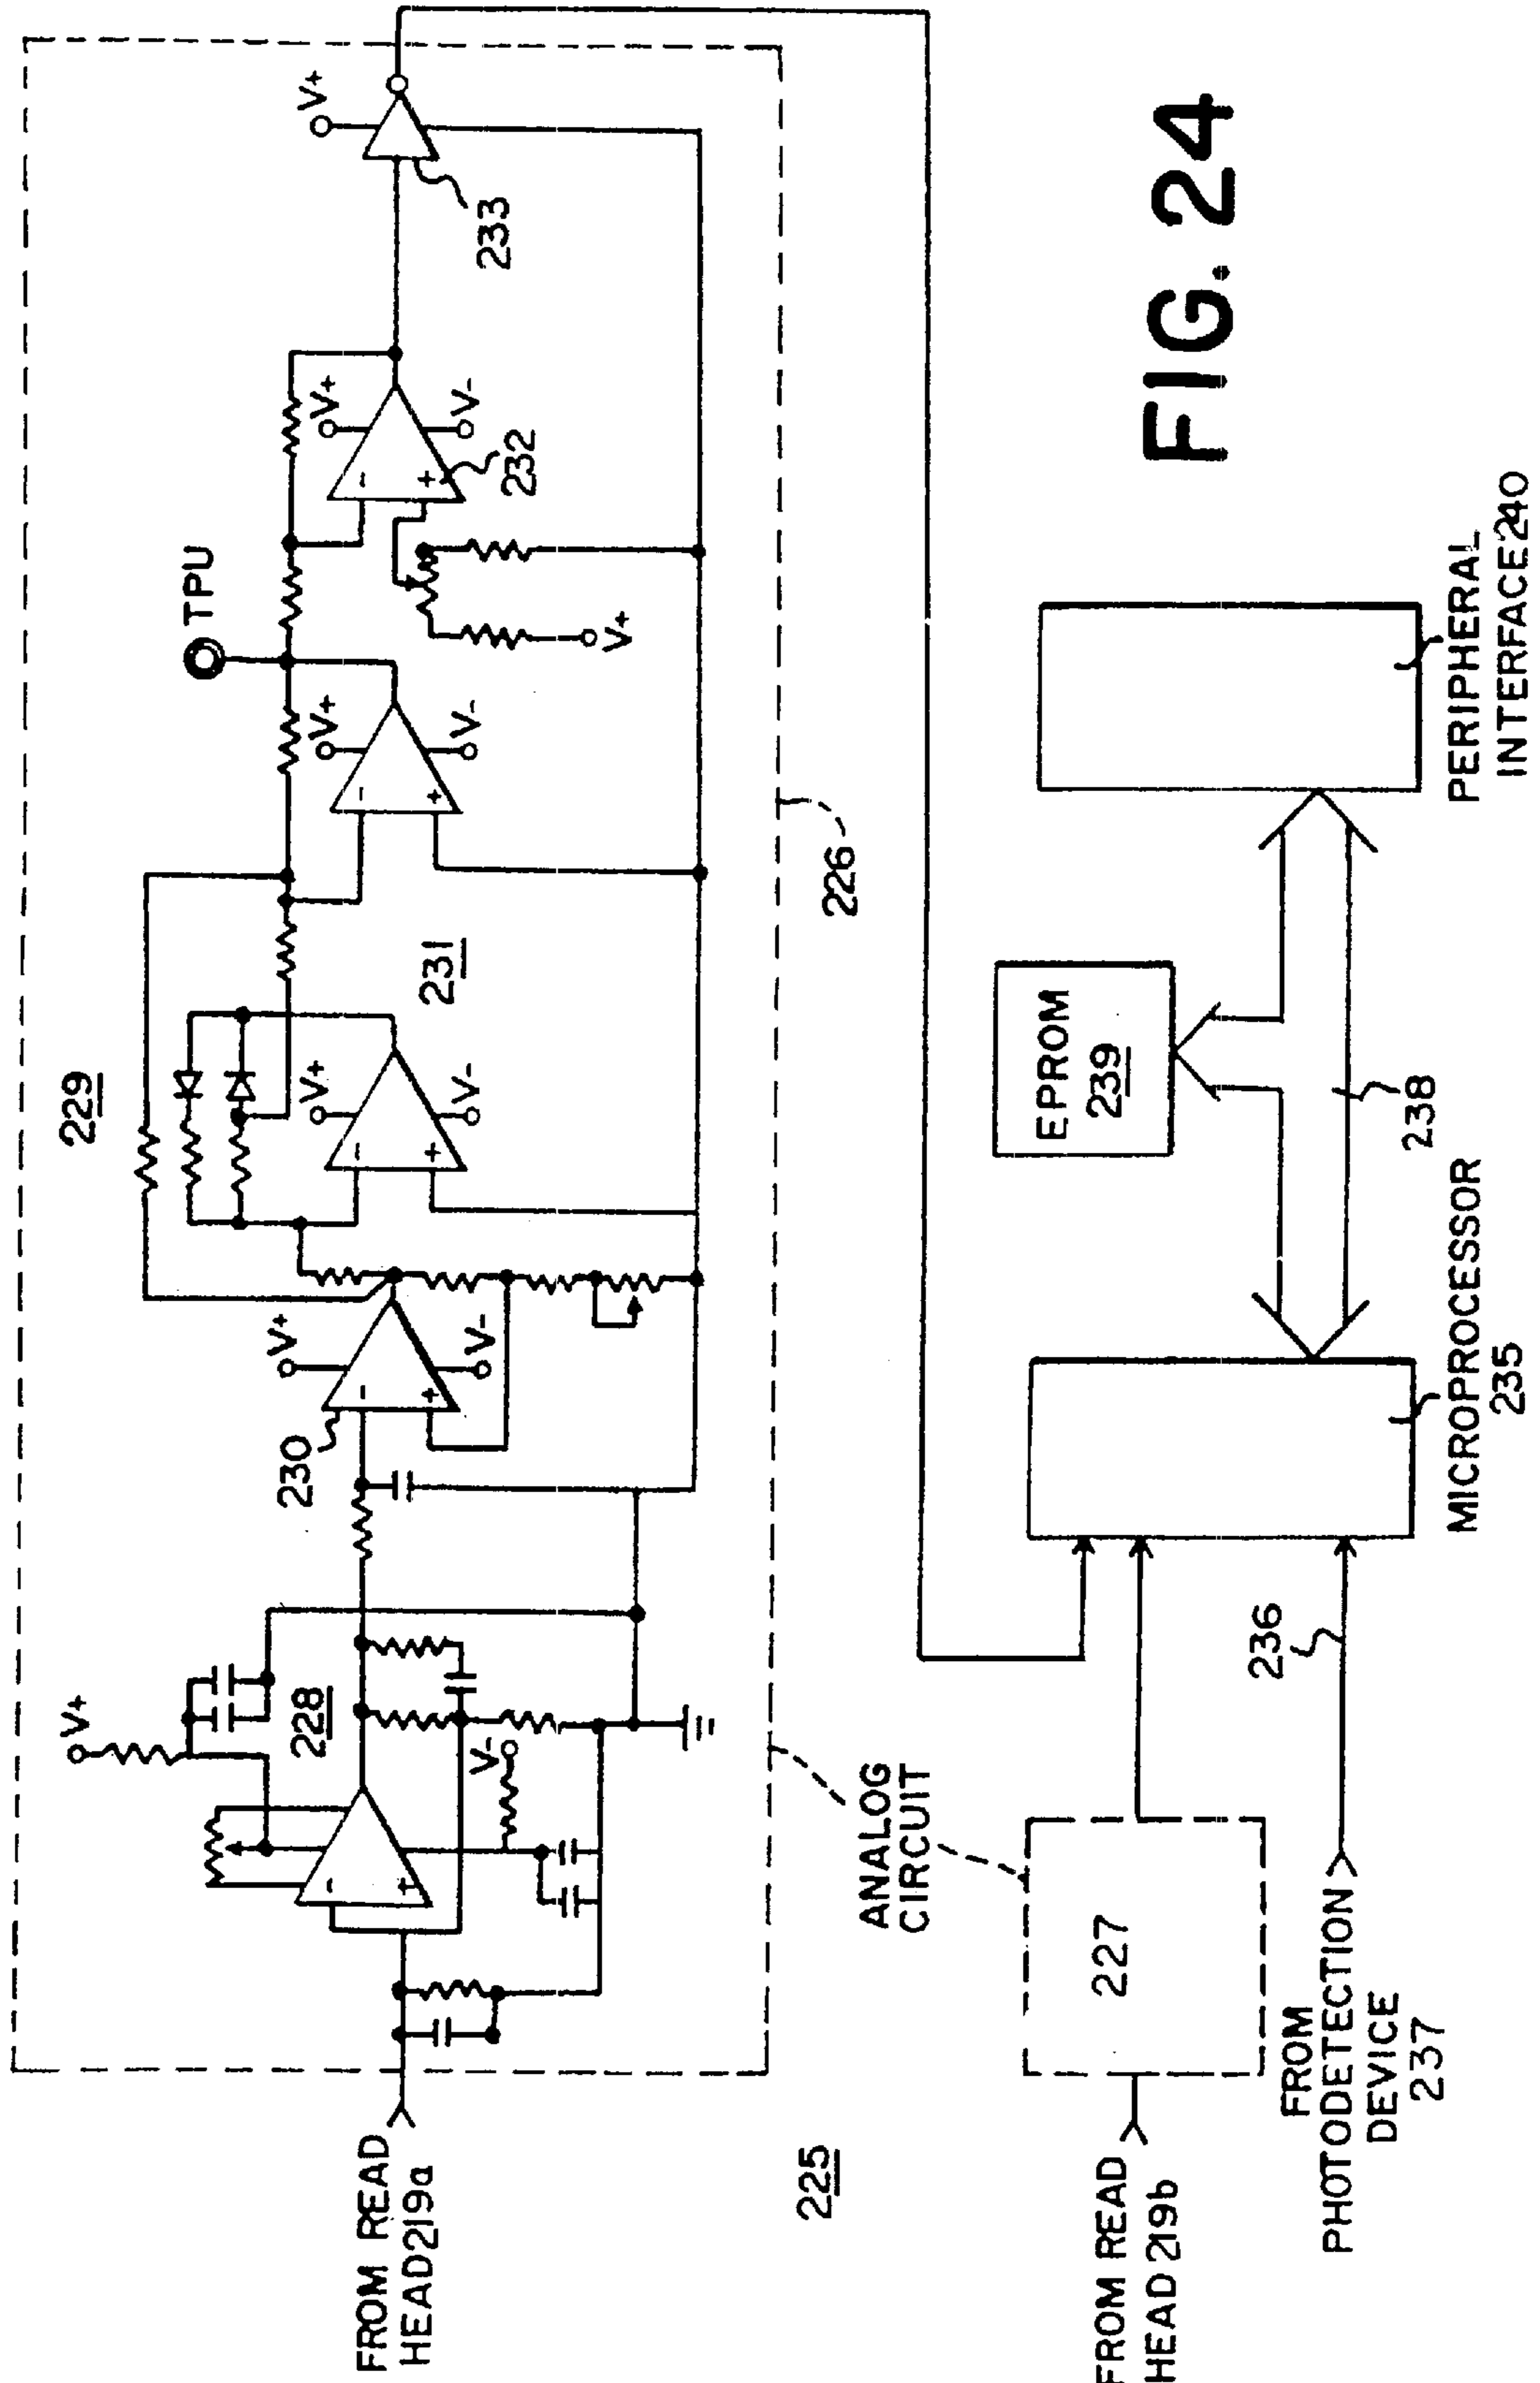 229
TPU
V+
V+
V+
V+
V+
V+
228
230
231
232
233
V-
V-
V-
V-
V-
V+
-
+
-
+
-
+
-
+
-
+
FROM READ
HEAD 219a
226
225
ANALOG
CIRCUIT
227
FROM READ
HEAD 219b
FROM
PHOTODETECTION
DEVICE
237
236
MICROPROCESSOR
235
EPROM
239
238
PERIPHERAL
INTERFACE 240
FIG. 24